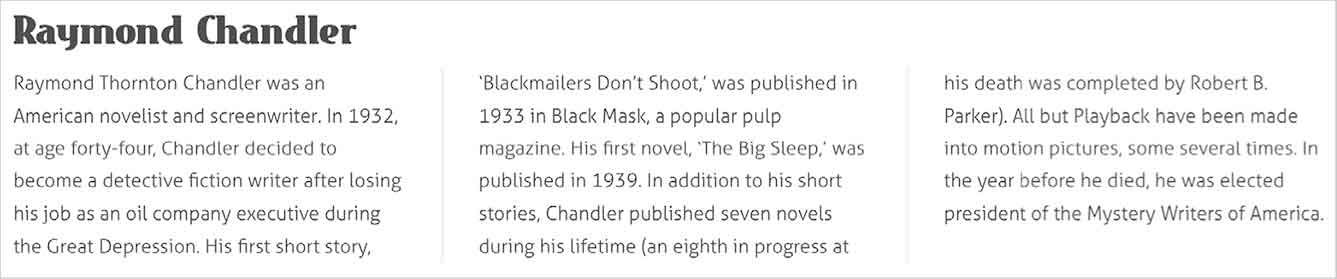 Raymond Chandler
Raymond Thornton Chandler was an
American novelist and screenwriter. In 1932,
at age forty-four, Chandler decided to
become a detective fiction writer after losing
his job as an oil company executive during
the Great Depression. His first short story,
‘Blackmailers Don’t Shoot,’ was published in
1933 in Black Mask, a popular pulp
magazine. His first novel, ‘The Big Sleep,’ was
published in 1939. In addition to his short
stories, Chandler published seven novels
during his lifetime (an eighth in progress at
his death was completed by Robert B.
Parker). All but Playback have been made
into motion pictures, some several times. In
the year before he died, he was elected
president of the Mystery Writers of America.